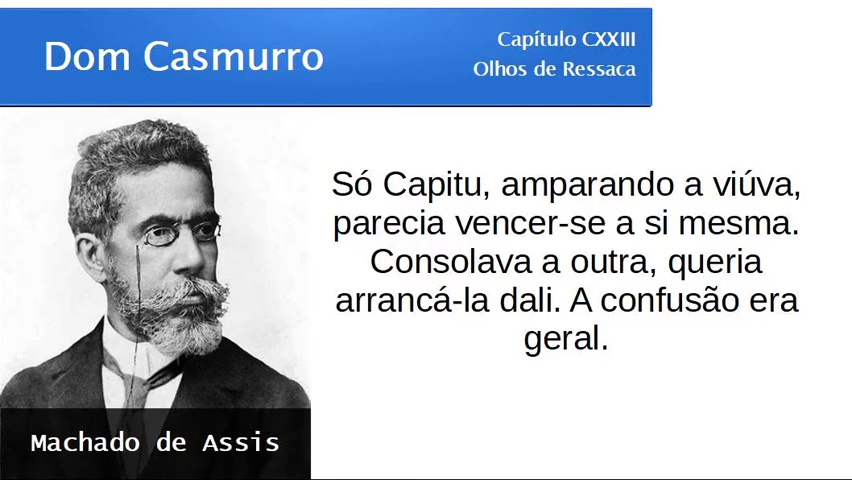 Dom Casmurro
Capítulo CXXIII
Olhos de Ressaca
Só Capitu, amparando a viúva,
parecia vencer-se a si mesma.
Consolava a outra, queria
arrancá-la dali. A confusão era
geral.
Machado de Assis